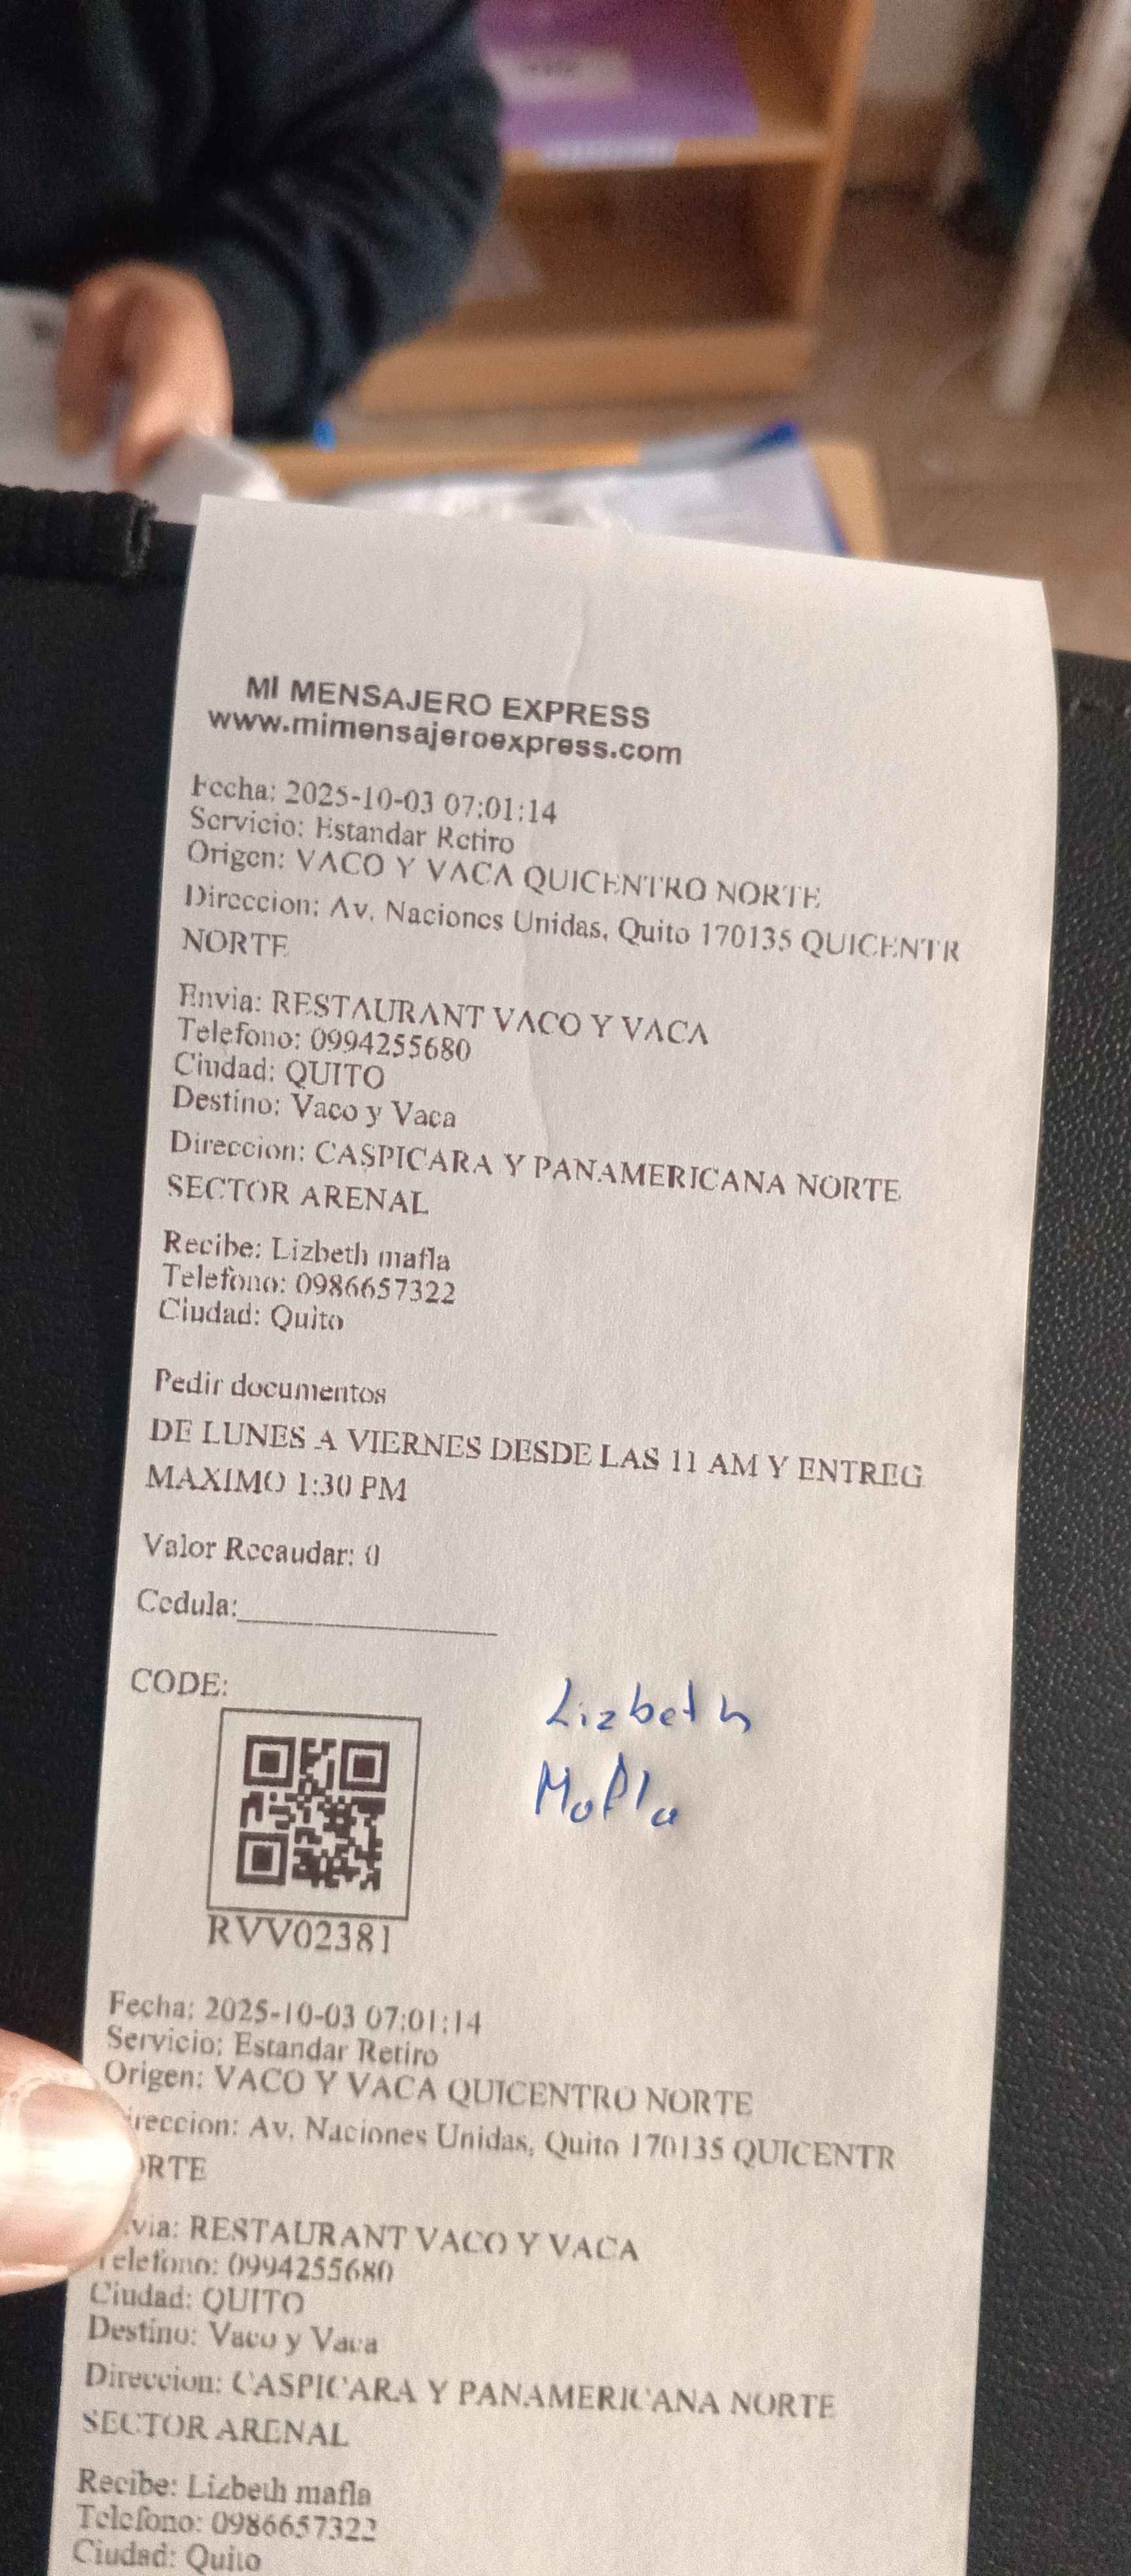 MI MENSAJERO EXPRESS
www.mimensajeroexpress.com
Fecha: 2025-10-03 07:01:14
Servicio: Estandar Retiro
Origen: VACO Y VACA QUICENTRO NORTE
Direccion: Av. Naciones Unidas, Quito 170135 QUICENTR
NORTE
Envia: RESTAURANT VACO Y VACA
Telefono: 0994255680
Ciudad: QUITO
Destino: Vaco y Vaca
Direccion: CASPICARA Y PANAMERICANA NORTE
SECTOR ARENAL
Recibe: Lizbeth mafla
Telefono: 0986657322
Ciudad: Quito
Pedir documentos
DE LUNES A VIERNES DESDE LAS 11 AM Y ENTREG
MAXIMO 1:30 PM
Valor Recaudar: 0
Cedula:
CODE:
Lizbeth
Mafla
RVV02381
Fecha: 2025-10-03 07:01:14
Servicio: Estandar Retiro
Origen: VACO Y VACA QUICENTRO NORTE
ireccion: Av. Naciones Unidas, Quito 170135 QUICENTR
ORTE
via: RESTAURANT VACO Y VACA
Telefono: 0994255680
Ciudad: QUITO
Destino: Vaco y Vaca
Direccion: CASPICARA Y PANAMERICANA NORTE
SECTOR ARENAL
Recibe: Lizbeth mafla
Telefono: 0986657322
Ciudad: Quito